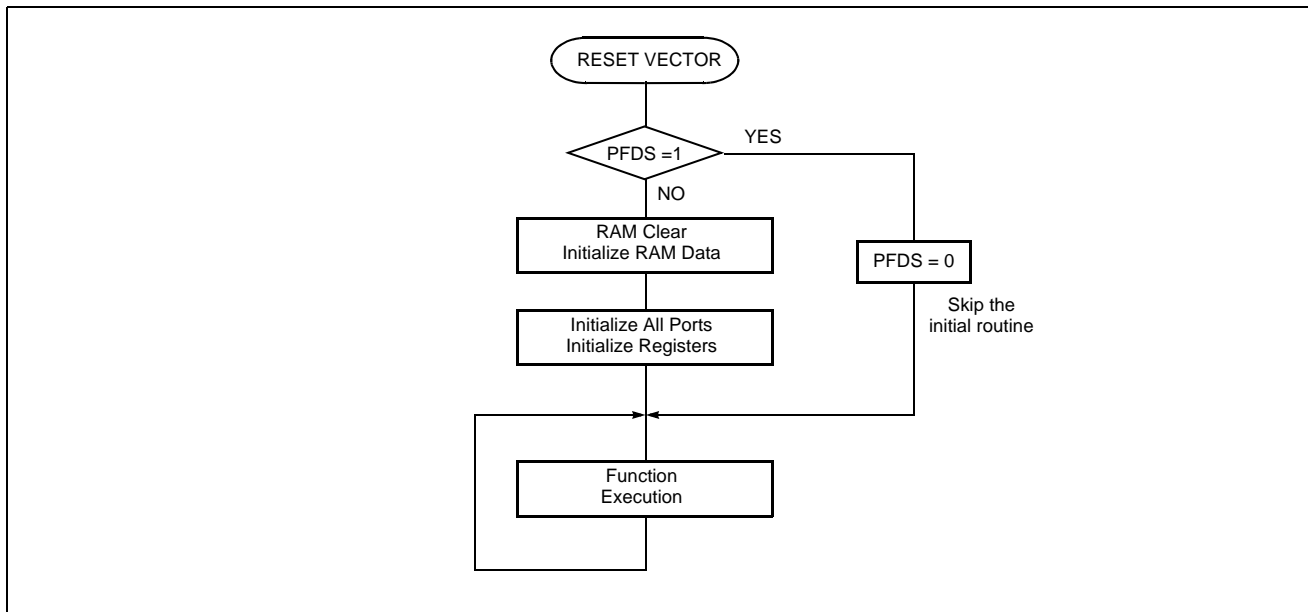 RESET VECTOR
PFDS =1
YES
NO
RAM Clear
Initialize RAM Data
PFDS = 0
Skip the
initial routine
Initialize All Ports
Initialize Registers
Function
Execution